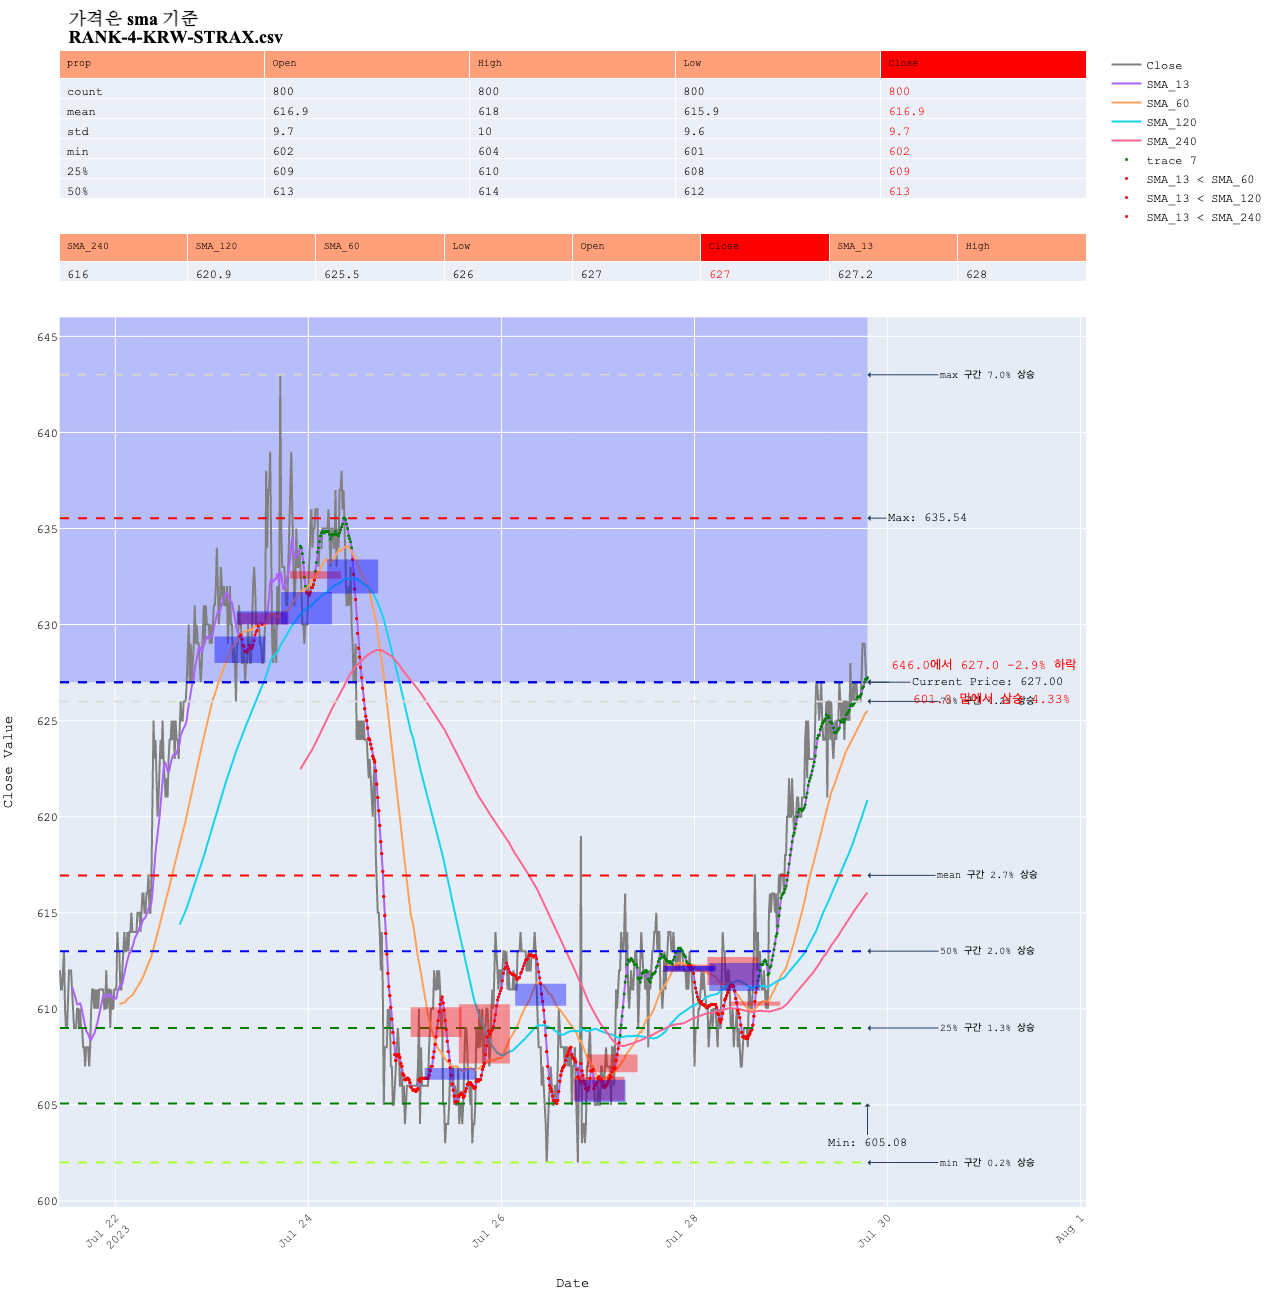 가격은 sma 기준
RANK-4-KRW-STRAX.csv
prop Open High Low Close
count 800 800 800 800
mean 616.9 618 615.9 616.9
std 9.7 10 9.6 9.7
min 602 604 601 602
25% 609 610 608 609
50% 613 614 612 613
Close
SMA_13
SMA_60
SMA_120
SMA_240
trace 7
SMA_13 < SMA_60
SMA_13 < SMA_120
SMA_13 < SMA_240
SMA_240 SMA_120 SMA_60 Low Open Close SMA_13 High
616 620.9 625.5 626 627 627 627.2 628
645
640
635
630
625
620
615
610
605
600
Close Value
max 구간 7.0% 상승
Max: 635.54
646.0에서 627.0 -2.9% 하락
Current Price: 627.00
밑에서 상승 4.33%
mean 구간 2.7% 상승
50% 구간 2.0% 상승
25% 구간 1.3% 상승
Min: 605.08
min 구간 0.2% 상승
Jul 22
2023
Jul 24
Jul 26
Jul 28
Jul 30
Aug 1
Date